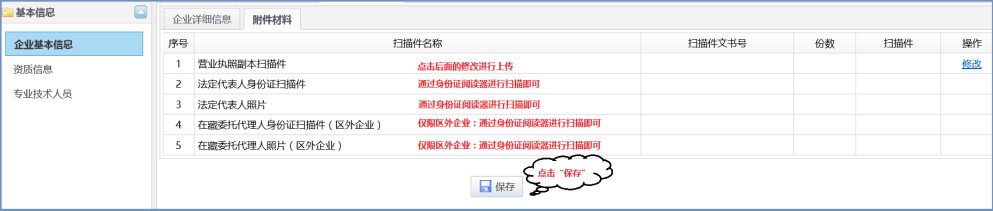 基本信息
企业基本信息
资质信息
专业技术人员
企业详细信息 附件材料
序号 扫描件名称 扫描件文书号 份数 扫描件 操作
1 营业执照副本扫描件 点击后面的修改进行上传 修改
2 法定代表人身份证扫描件 通过身份证阅读器进行扫描即可
3 法定代表人照片 通过身份证阅读器进行扫描即可
4 在藏委托代理人身份证扫描件（区外企业） 仅限区外企业：通过身份证阅读器进行扫描即可
5 在藏委托代理人照片（区外企业） 仅限区外企业：通过身份证阅读器进行扫描即可
点击“保存”
保存